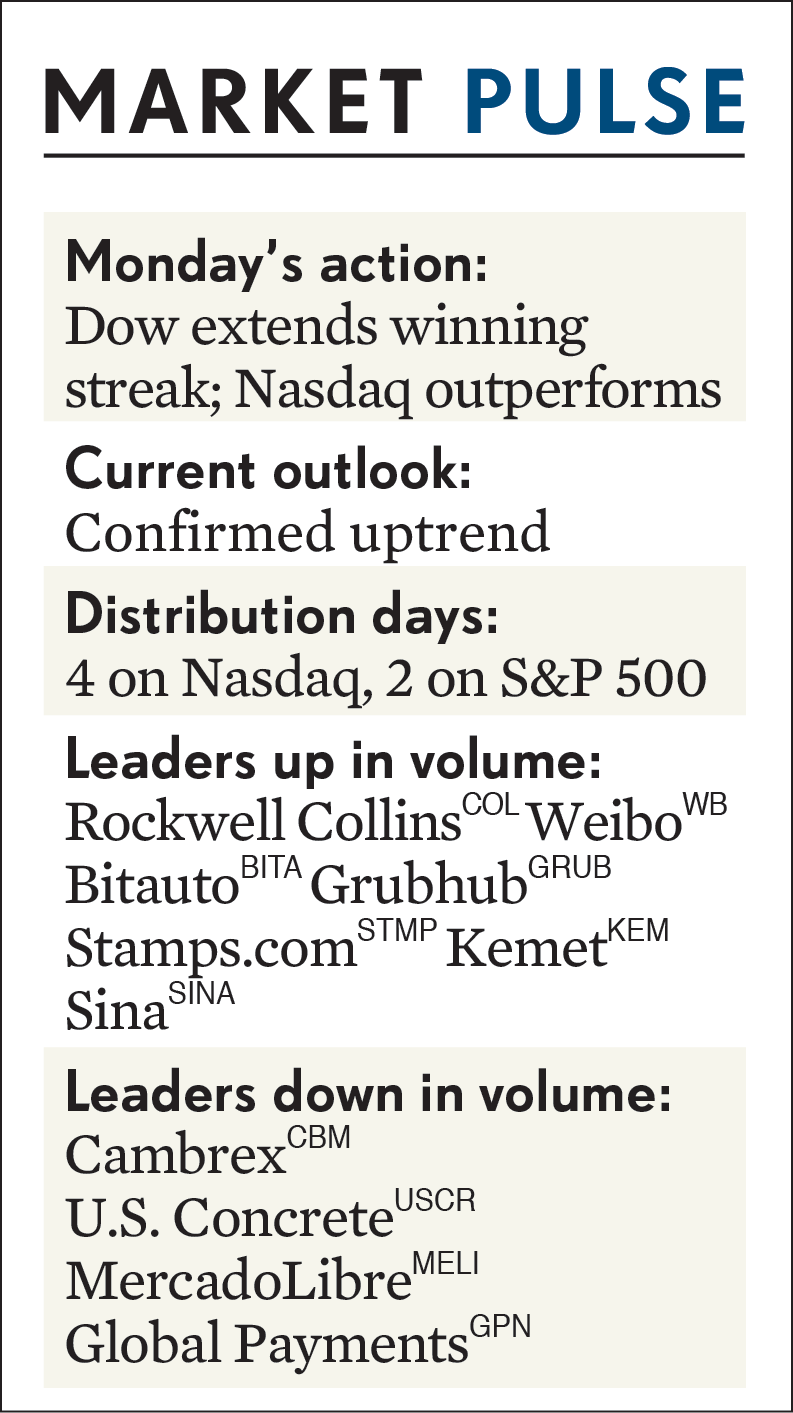 MARKET PULSE
Monday’s action:
Dow extends winning
streak; Nasdaq outperforms
Current outlook:
Confirmed uptrend
Distribution days:
4 on Nasdaq, 2 on S&P 500
Leaders up in volume:
Rockwell Collins COL Weibo WB
Bitauto BITA Grubhub GRUB
Stamps.com STMP Kemet KEM
Sina SINA
Leaders down in volume:
Cambrex CBM
U.S. Concrete USCR
MercadoLibre MELI
Global Payments GPN